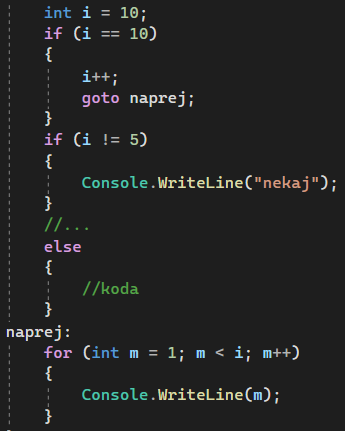 int i = 10;
if (i == 10)
{
i++;
goto naprej;
}
if (i != 5)
{
Console.WriteLine("nekaj");
}
//...
else
{
//koda
}
naprej:
for (int m = 1; m < i; m++)
{
Console.WriteLine(m);
}